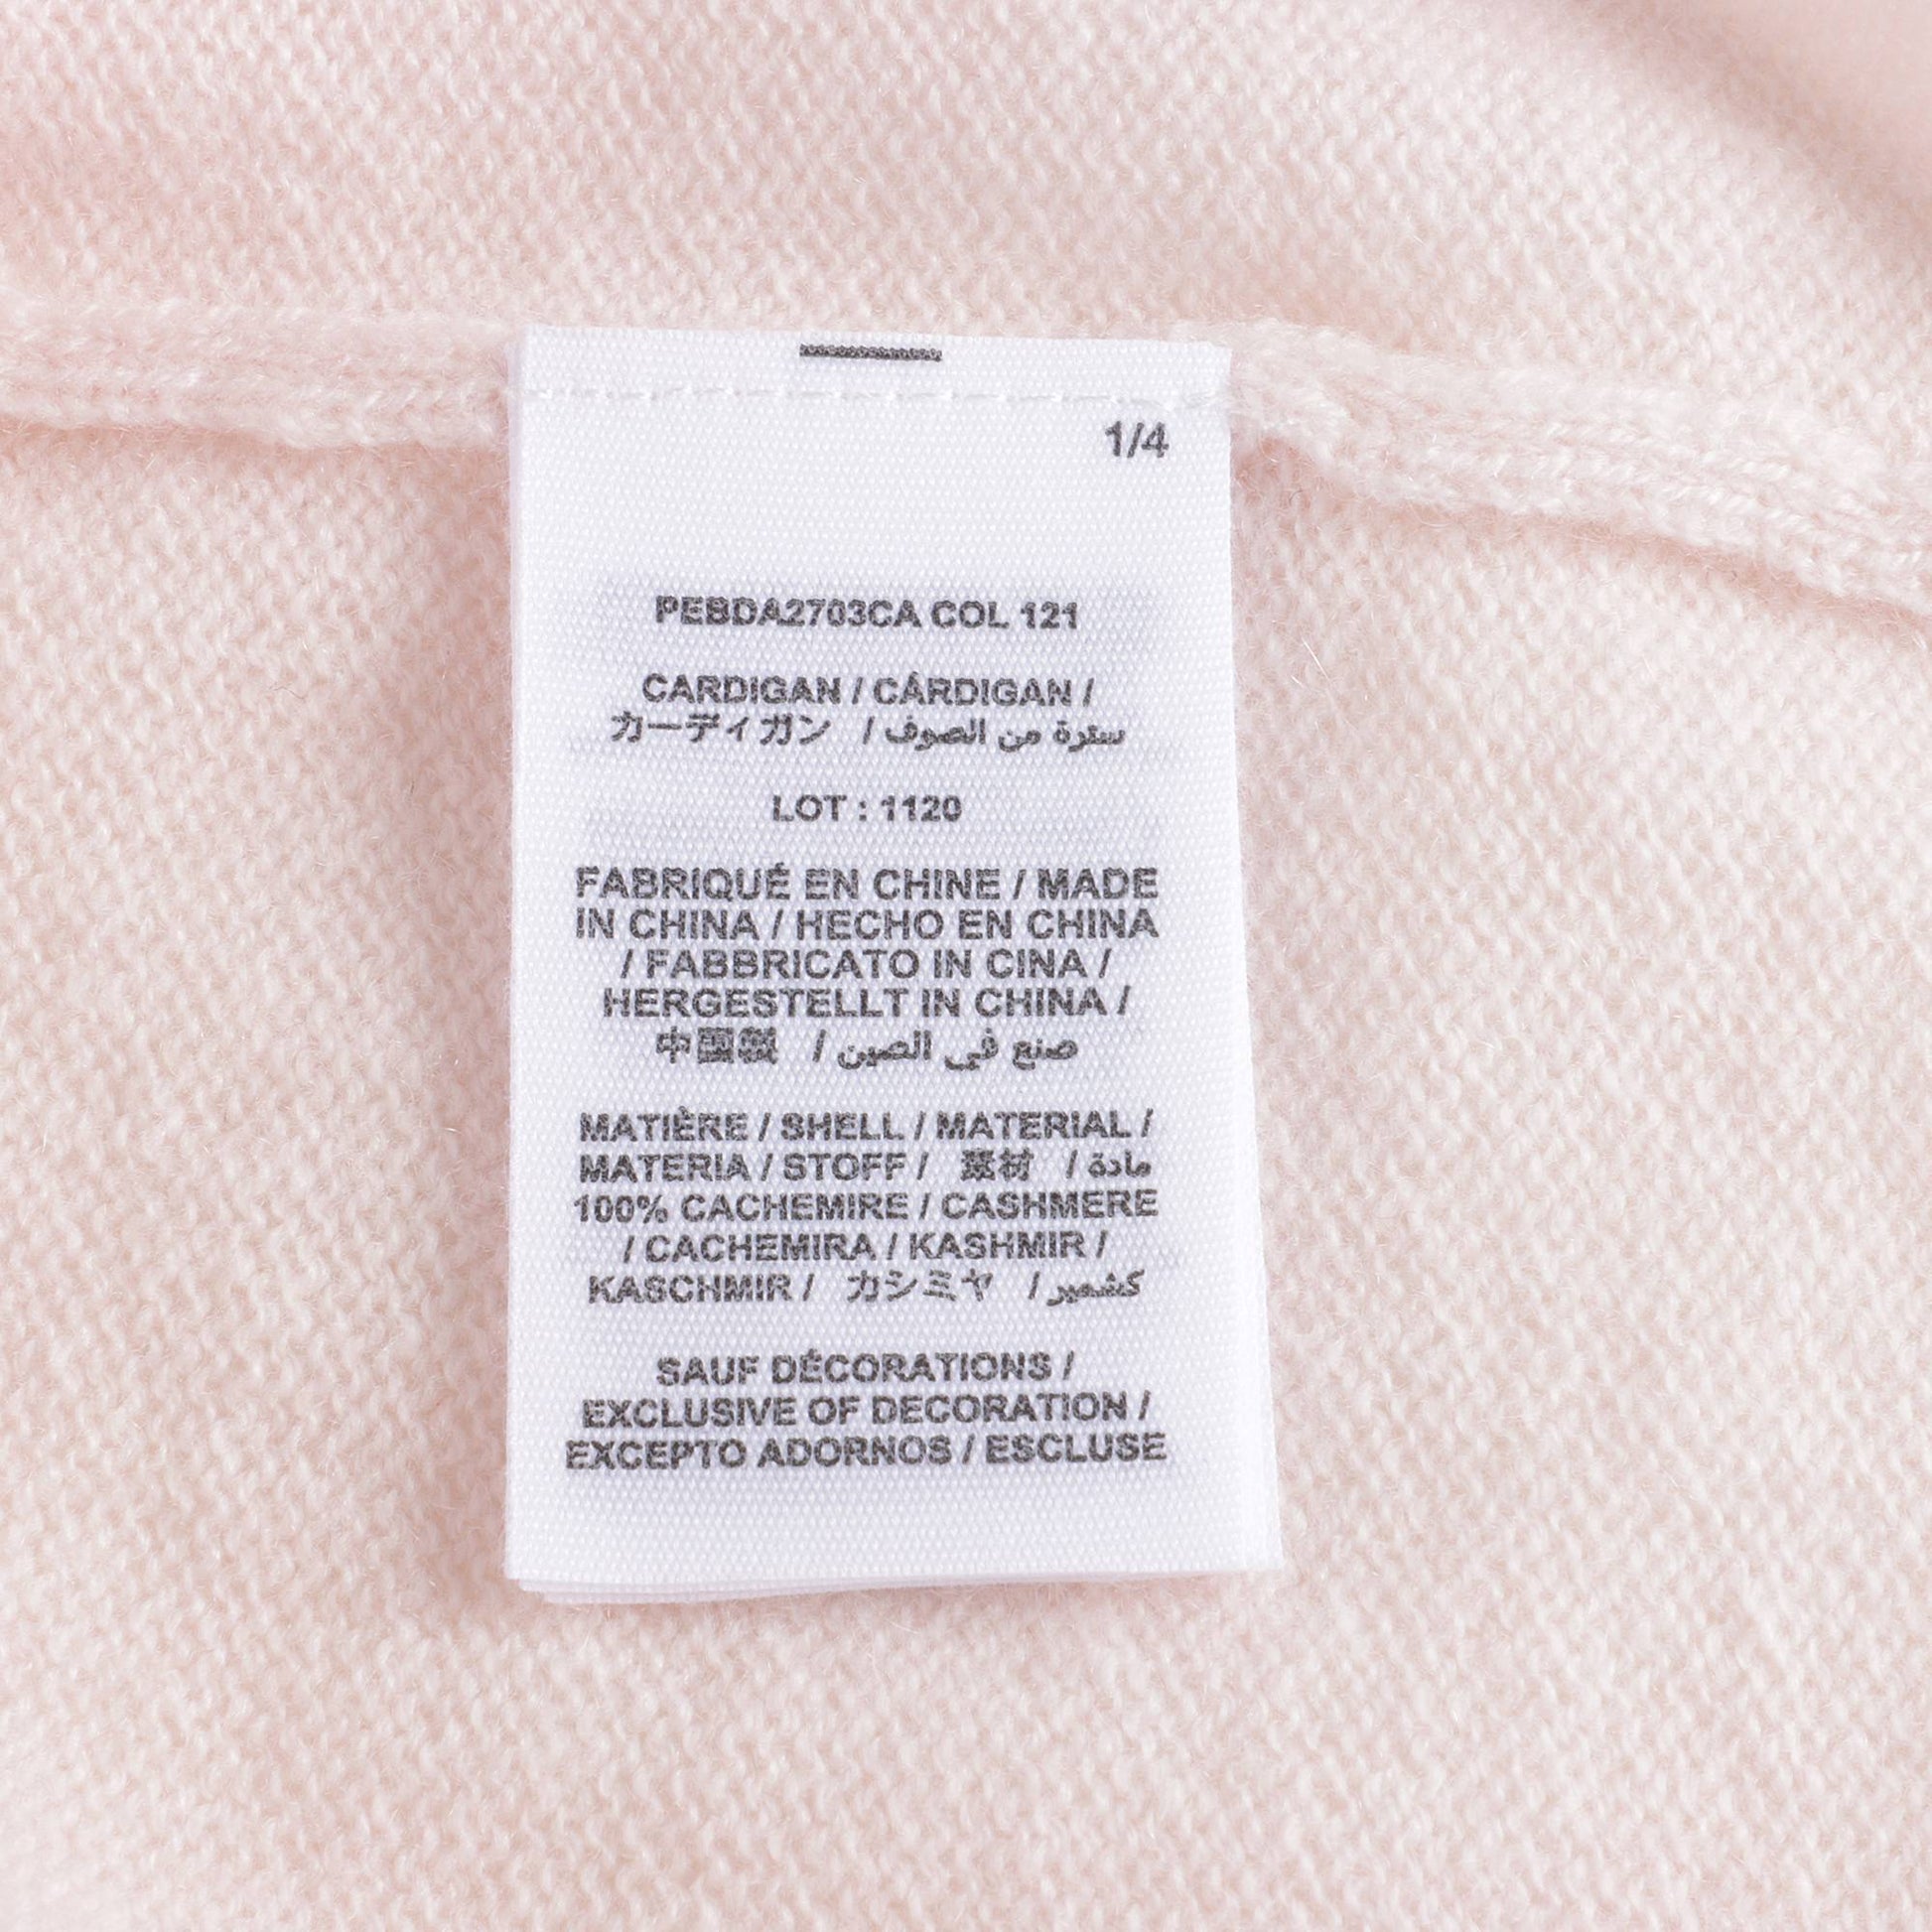 1/4
PEBDA2703CA COL 121
CARDIGAN / CÁRDIGAN /
カーディガン / سترة من الصوف
LOT : 1120
FABRIQUÉ EN CHINE / MADE
IN CHINA / HECHO EN CHINA
/ FABBRICATO IN CINA /
HERGESTELLT IN CHINA /
中国製 / صنع في الصين
MATIÈRE / SHELL / MATERIAL /
MATERIA / STOFF / 素材 / مادة
100% CACHEMIRE / CASHMERE
/ CACHEMIRA / KASHMIR /
KASCHMIR / カシミヤ / كشمير
SAUF DÉCORATIONS /
EXCLUSIVE OF DECORATION /
EXCEPTO ADORNOS / ESCLUSE